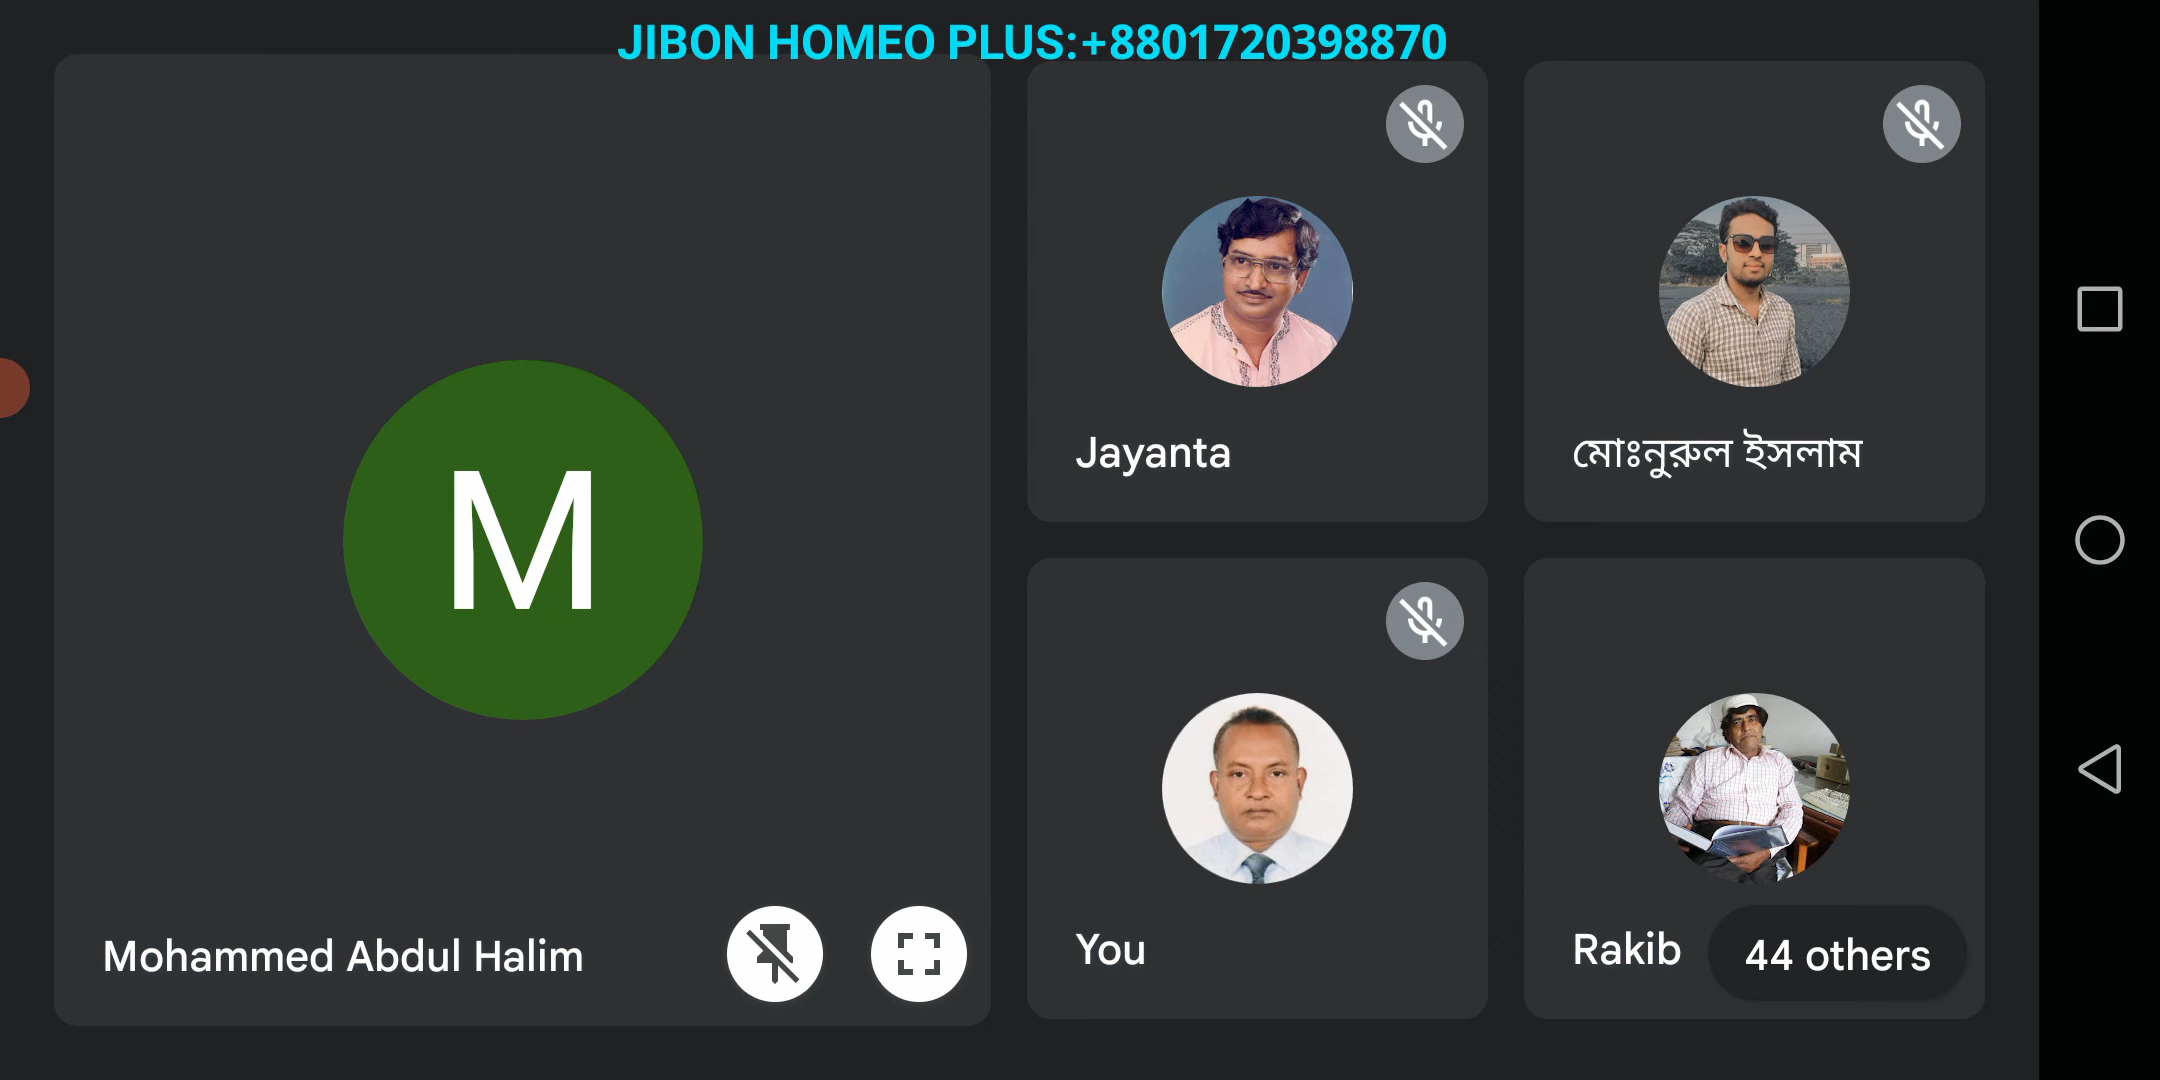 JIBON HOMEO PLUS:+8801720398870
M
Mohammed Abdul Halim
Jayanta
মোঃনুরুল ইসলাম
You
Rakib
44 others